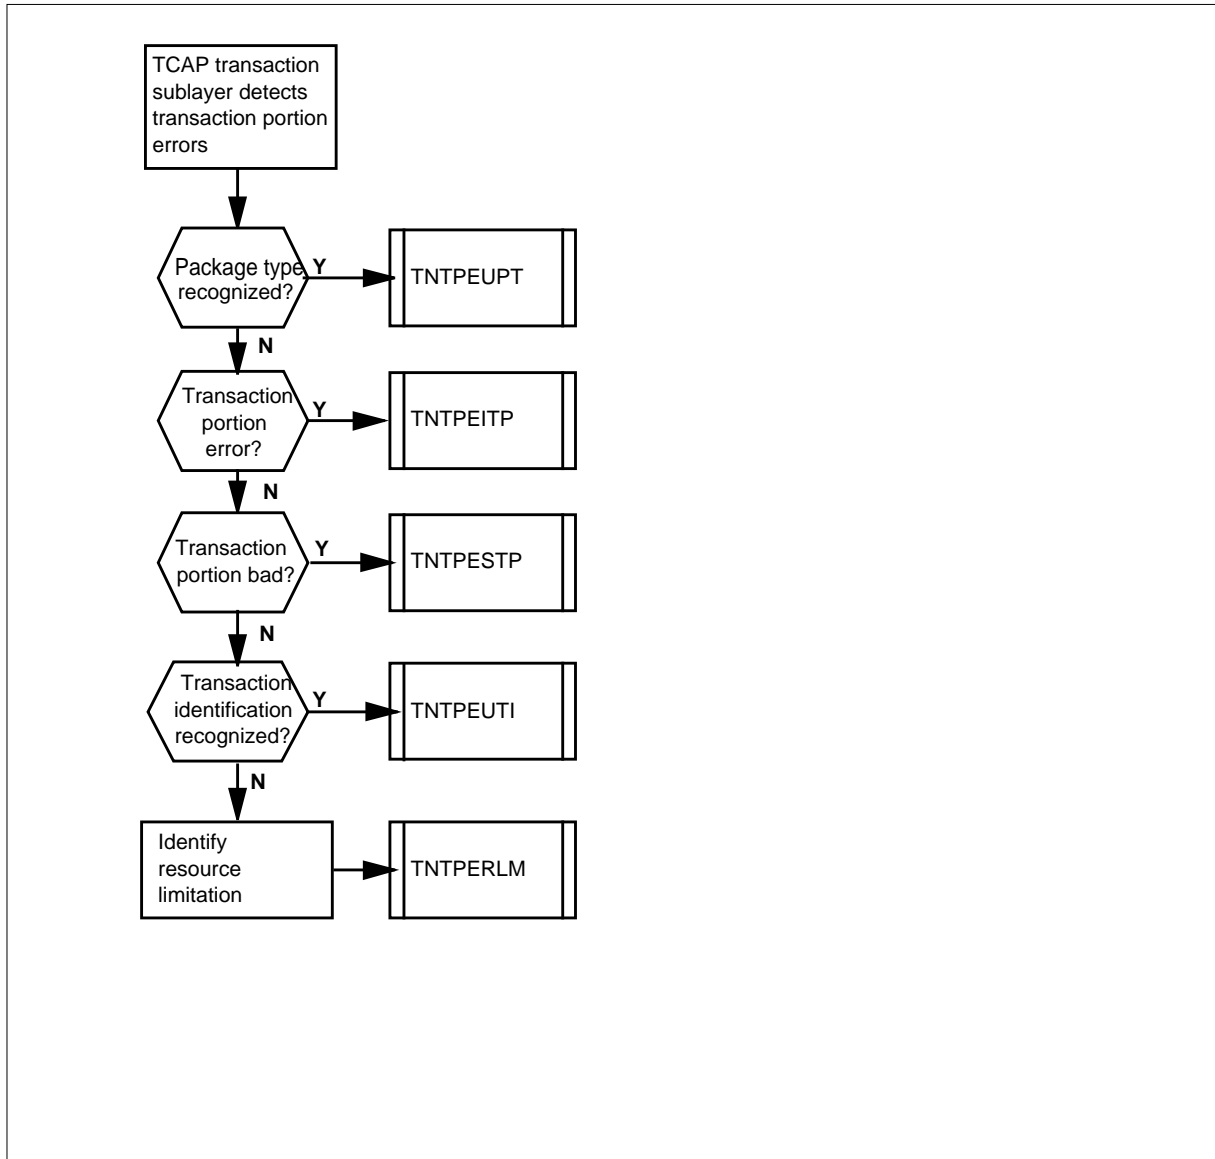 TCAP transaction
sublayer detects
transaction portion
errors
Package type
recognized?
Y
TNTPEUPT
N
Transaction
portion
error?
Y
TNTPEITP
N
Transaction
portion bad?
Y
TNTPESTP
N
Transaction
identification
recognized?
Y
TNTPEUTI
N
Identify
resource
limitation
TNTPERLM